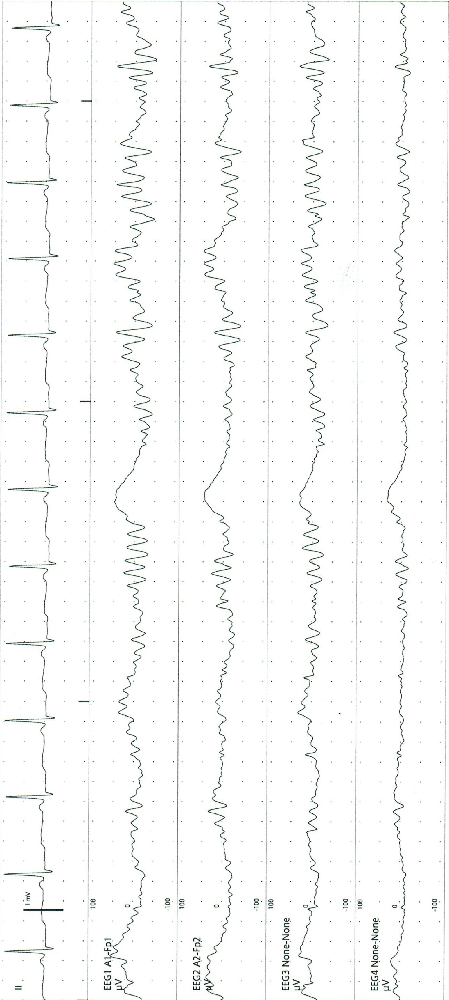 II
1 mV
EEG1 A1-Fp1
µV
100
0
-100
EEG2 A2-Fp2
µV
100
0
-100
EEG3 None-None
µV
100
0
-100
EEG4 None-None
µV
100
0
-100